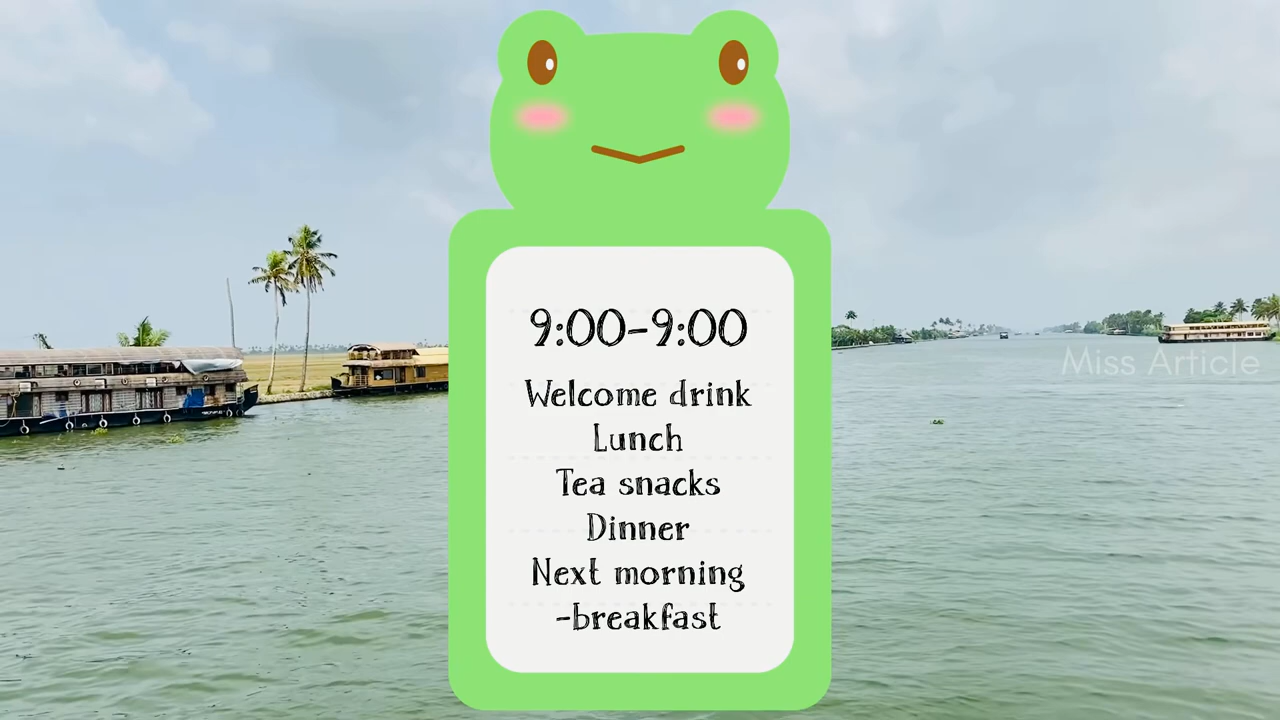 9:00-9:00
Welcome drink
Lunch
Tea snacks
Dinner
Next morning
-breakfast
Miss Article